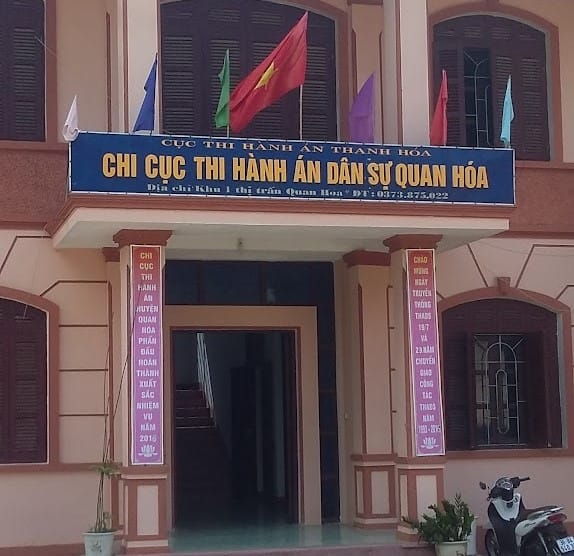 CỤC THI HÀNH ÁN THANH HÓA
CHI CỤC THI HÀNH ÁN DÂN SỰ QUAN HÓA
Địa chỉ Khu 1 thị trấn Quan Hoa * ĐT : 0373.875.022
CHI
CỤC THI
HÀNH
ÁN
HUYỆN
QUAN
HÓA
PHẤN
ĐẤU
HOÀN
THÀNH
XUẤT
SẮC
NHIỆM
VỤ NĂM
2016
CHÀO
MỪNG
NGÀY
TRUYỀN
THỐNG
THADS
19/7
VÀ
23 NĂM
CHUYỂN
GIAO
CÔNG
TÁC
THADS
NĂM